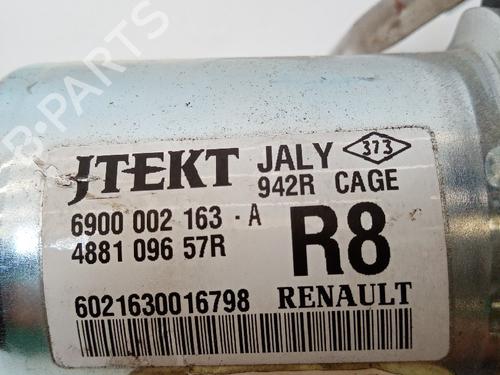 B-PARTS
JTEKT JALY 373
942R CAGE
6900 002 163 - A
4881 096 57R
R8
6021630016798 RENAULT